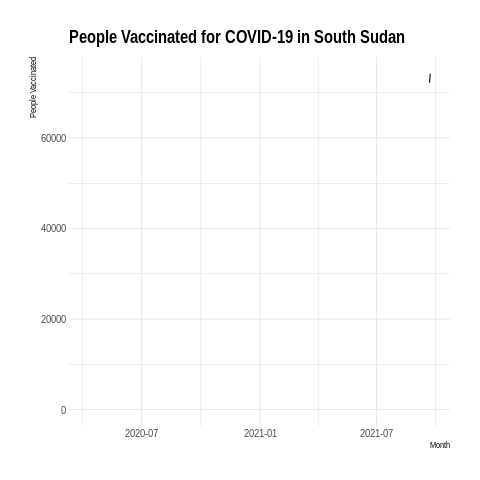 People Vaccinated for COVID-19 in South Sudan
People Vaccinated
60000
40000
20000
0
2020-07 2021-01 2021-07
Month